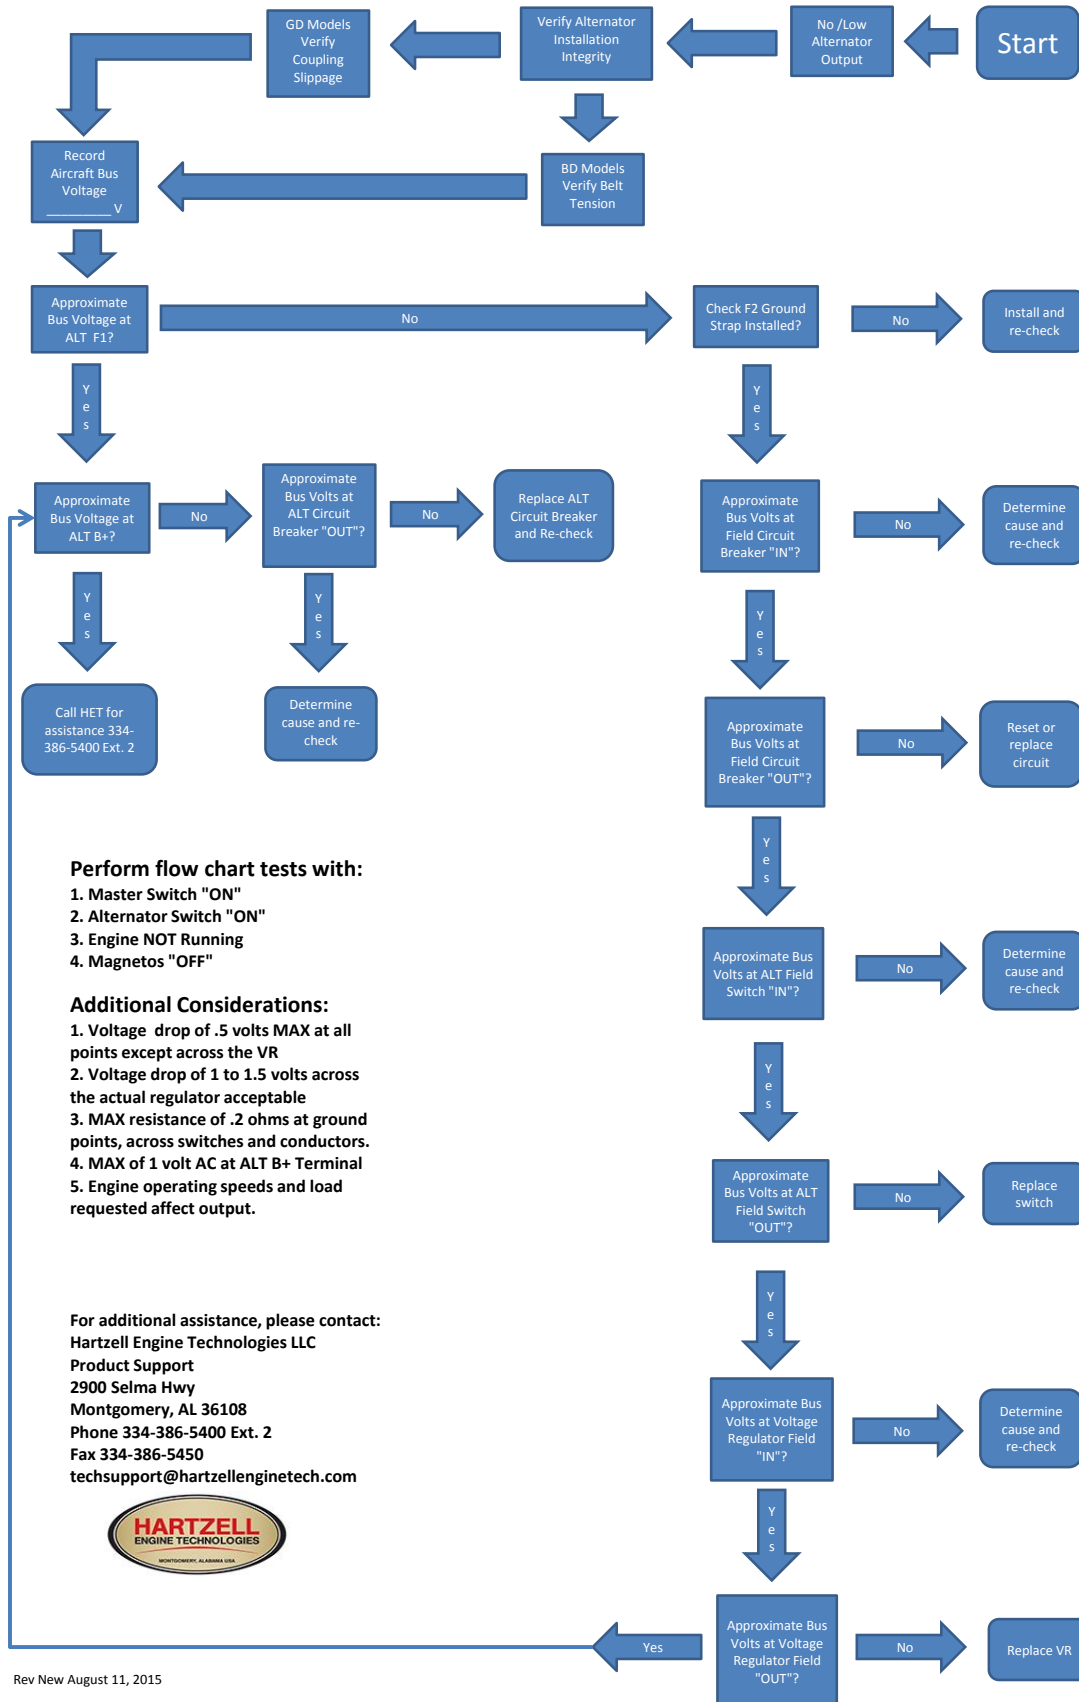 Start
No /Low
Alternator
Output
Verify Alternator
Installation
Integrity
GD Models
Verify
Coupling
Slippage
BD Models
Verify Belt
Tension
Record
Aircraft Bus
Voltage
_________ V
Approximate
Bus Voltage at
ALT F1?
No
Check F2 Ground
Strap Installed?
No
Install and
re-check
Yes
Yes
Approximate
Bus Voltage at
ALT B+?
No
Approximate
Bus Volts at
ALT Circuit
Breaker "OUT"?
No
Replace ALT
Circuit Breaker
and Re-check
Approximate
Bus Volts at
Field Circuit
Breaker "IN"?
No
Determine
cause and
re-check
Yes
Yes
Yes
Call HET for
assistance 334-
386-5400 Ext. 2
Determine
cause and re-
check
Approximate
Bus Volts at
Field Circuit
Breaker "OUT"?
No
Reset or
replace
circuit
Yes
Perform flow chart tests with:
1. Master Switch "ON"
2. Alternator Switch "ON"
3. Engine NOT Running
4. Magnetos "OFF"
Approximate Bus
Volts at ALT Field
Switch "IN"?
No
Determine
cause and
re-check
Additional Considerations:
1. Voltage drop of .5 volts MAX at all
points except across the VR
2. Voltage drop of 1 to 1.5 volts across
the actual regulator acceptable
3. MAX resistance of .2 ohms at ground
points, across switches and conductors.
4. MAX of 1 volt AC at ALT B+ Terminal
5. Engine operating speeds and load
requested affect output.
Yes
Approximate
Bus Volts at ALT
Field Switch
"OUT"?
No
Replace
switch
Yes
For additional assistance, please contact:
Hartzell Engine Technologies LLC
Product Support
2900 Selma Hwy
Montgomery, AL 36108
Phone 334-386-5400 Ext. 2
Fax 334-386-5450
techsupport@hartzellenginetech.com
Approximate Bus
Volts at Voltage
Regulator Field
"IN"?
No
Determine
cause and
re-check
HARTZELL
ENGINE TECHNOLOGIES
MONTGOMERY, ALABAMA USA
Yes
Approximate Bus
Volts at Voltage
Regulator Field
"OUT"?
Yes
No
Replace VR
Rev New August 11, 2015